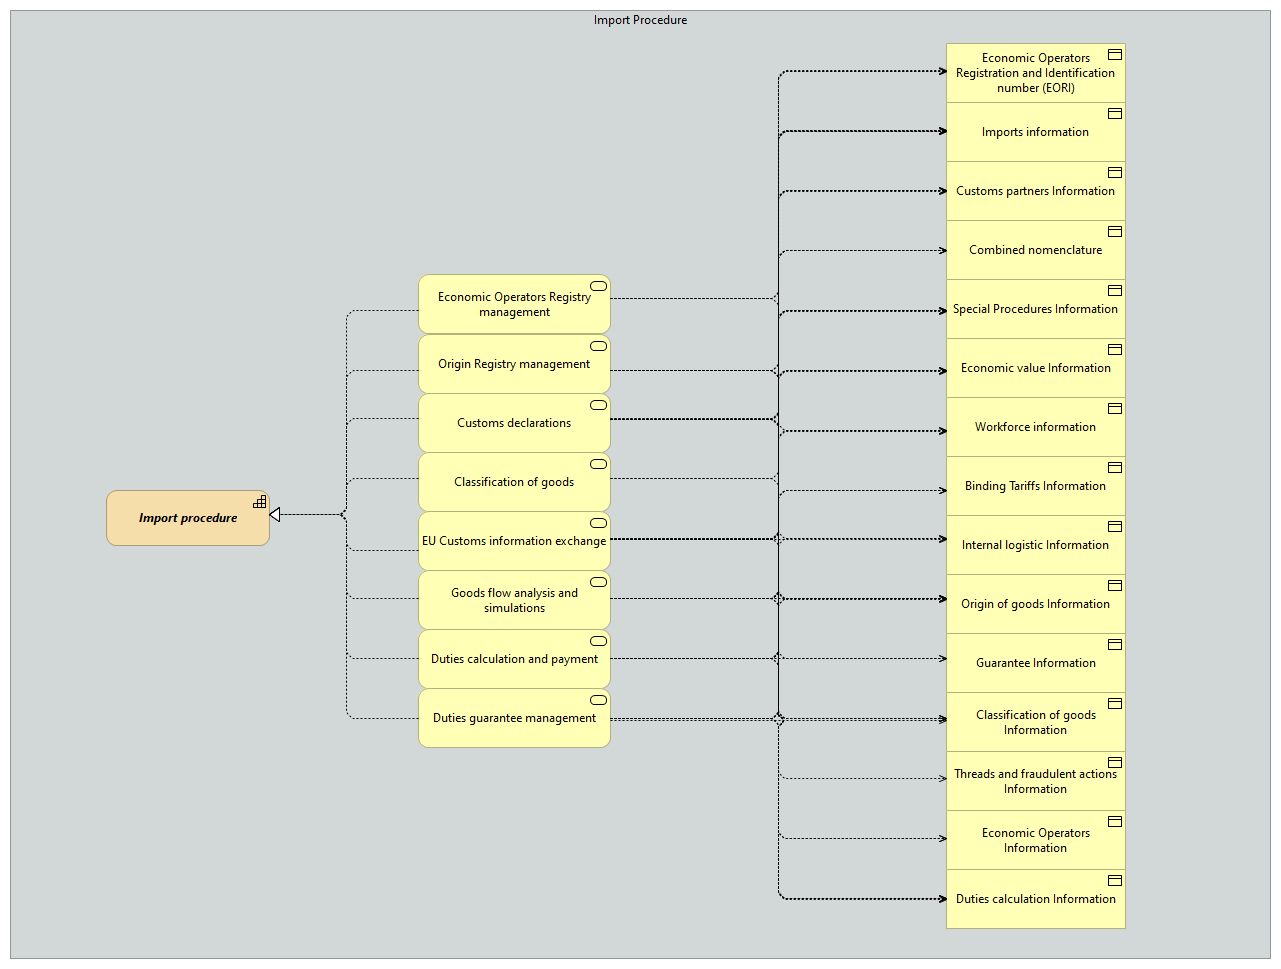 Import Procedure
Economic Operators
Registration and Identification
number (EORI)
Imports information
Customs partners Information
Combined nomenclature
Special Procedures Information
Economic value Information
Workforce information
Binding Tariffs Information
Internal logistic Information
Origin of goods Information
Guarantee Information
Classification of goods
Information
Threads and fraudulent actions
Information
Economic Operators
Information
Duties calculation Information
Economic Operators Registry
management
Origin Registry management
Customs declarations
Classification of goods
EU Customs information exchange
Goods flow analysis and
simulations
Duties calculation and payment
Duties guarantee management
Import procedure